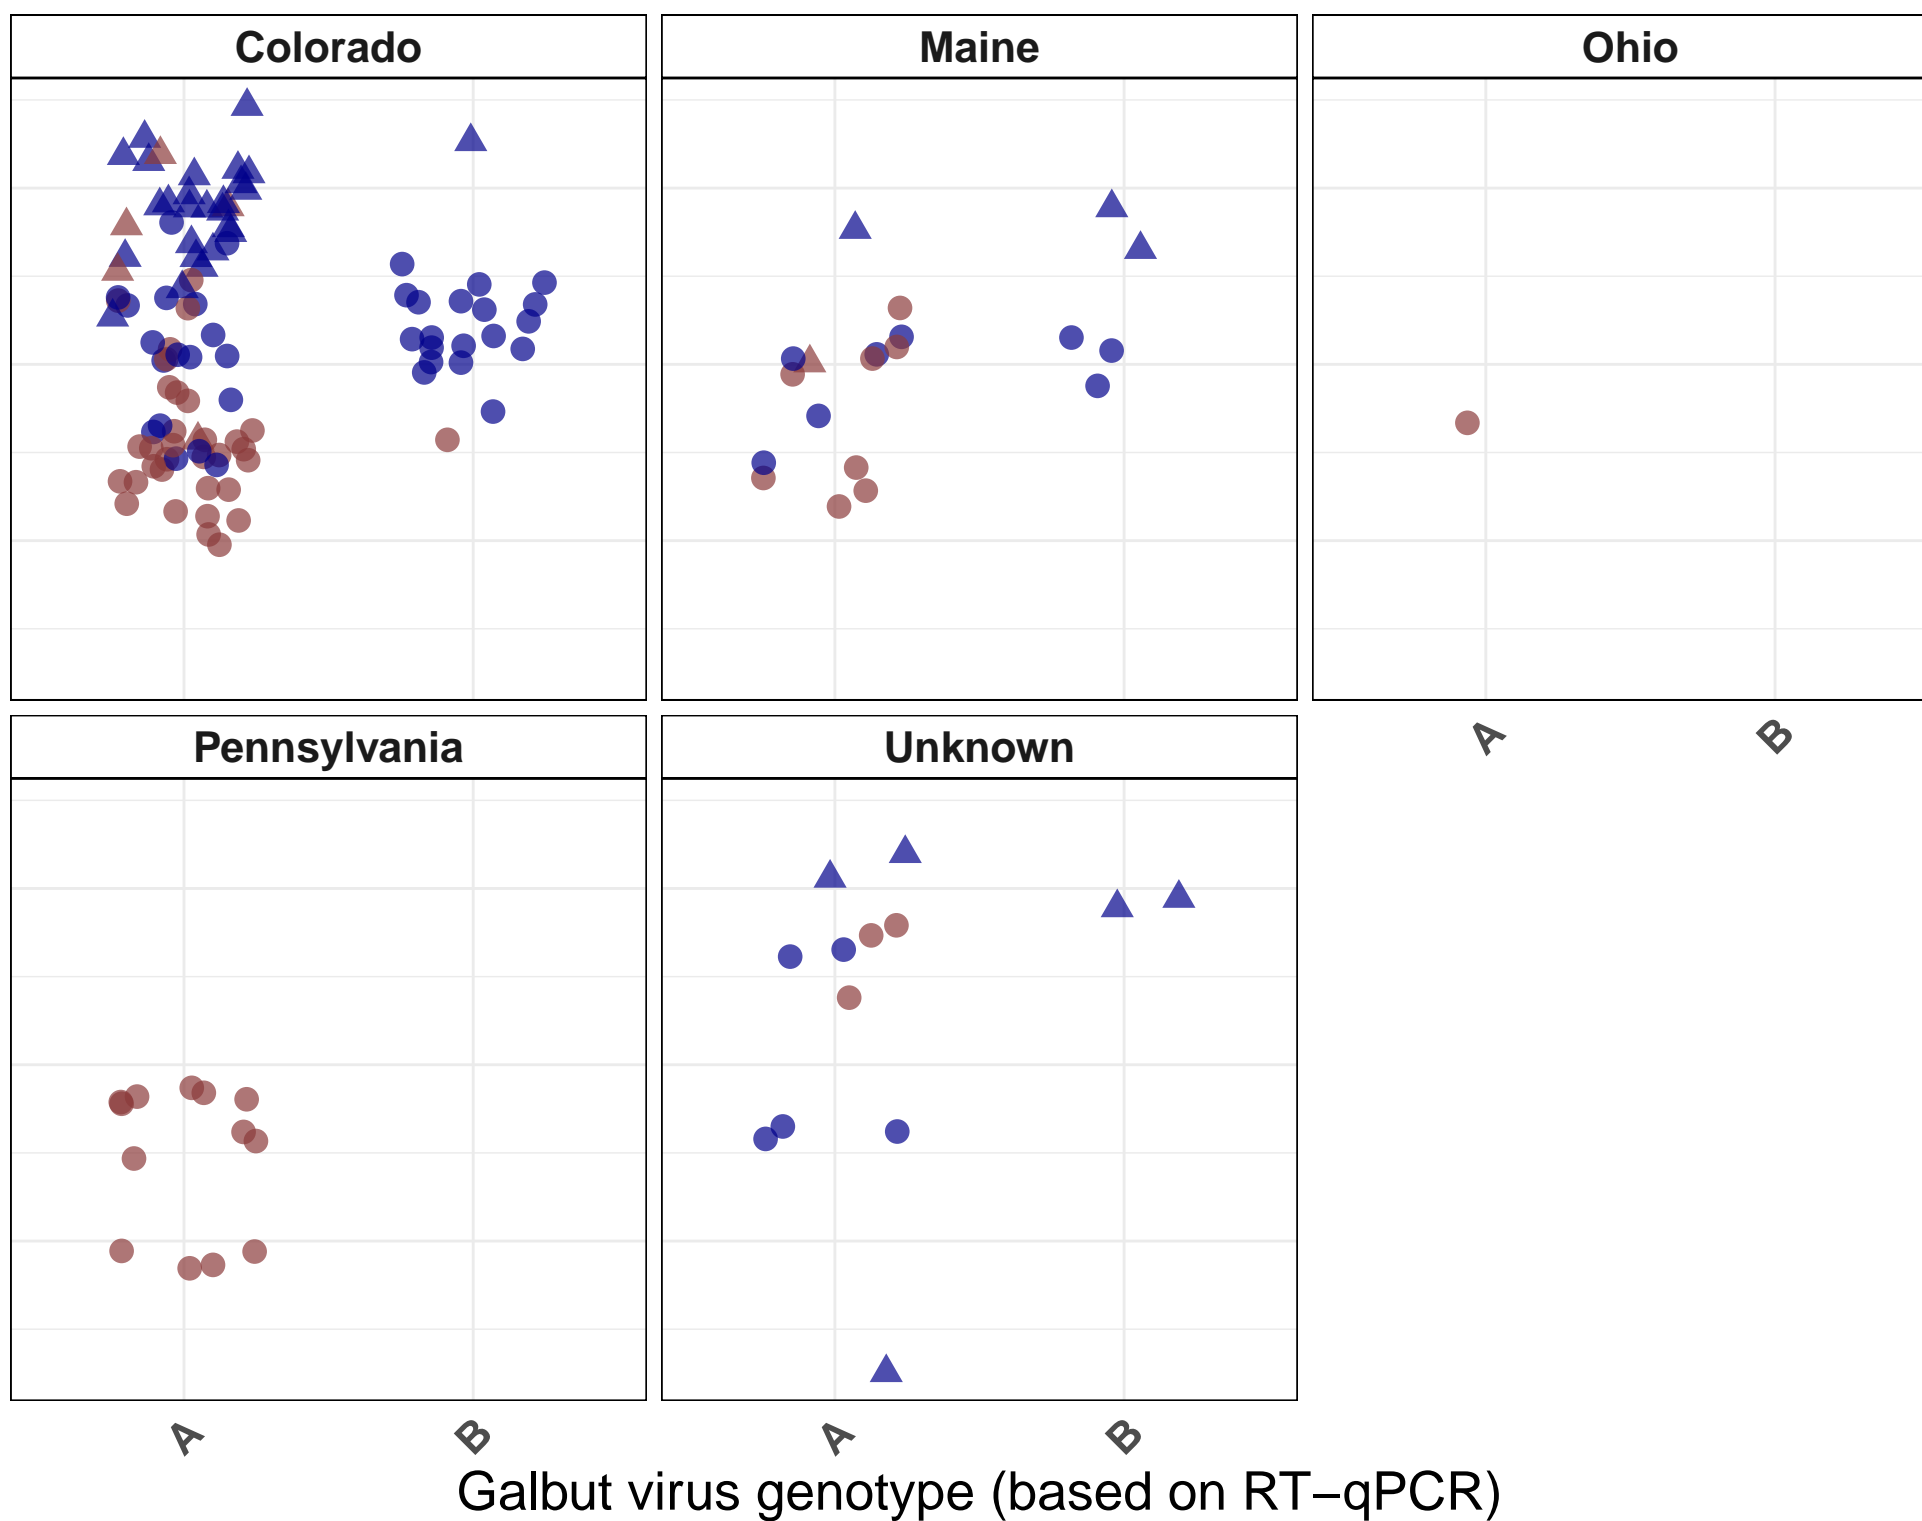 Colorado
Maine
Ohio
A
B
Pennsylvania
Unknown
A
B
A
B
Galbut virus genotype (based on RT−qPCR)